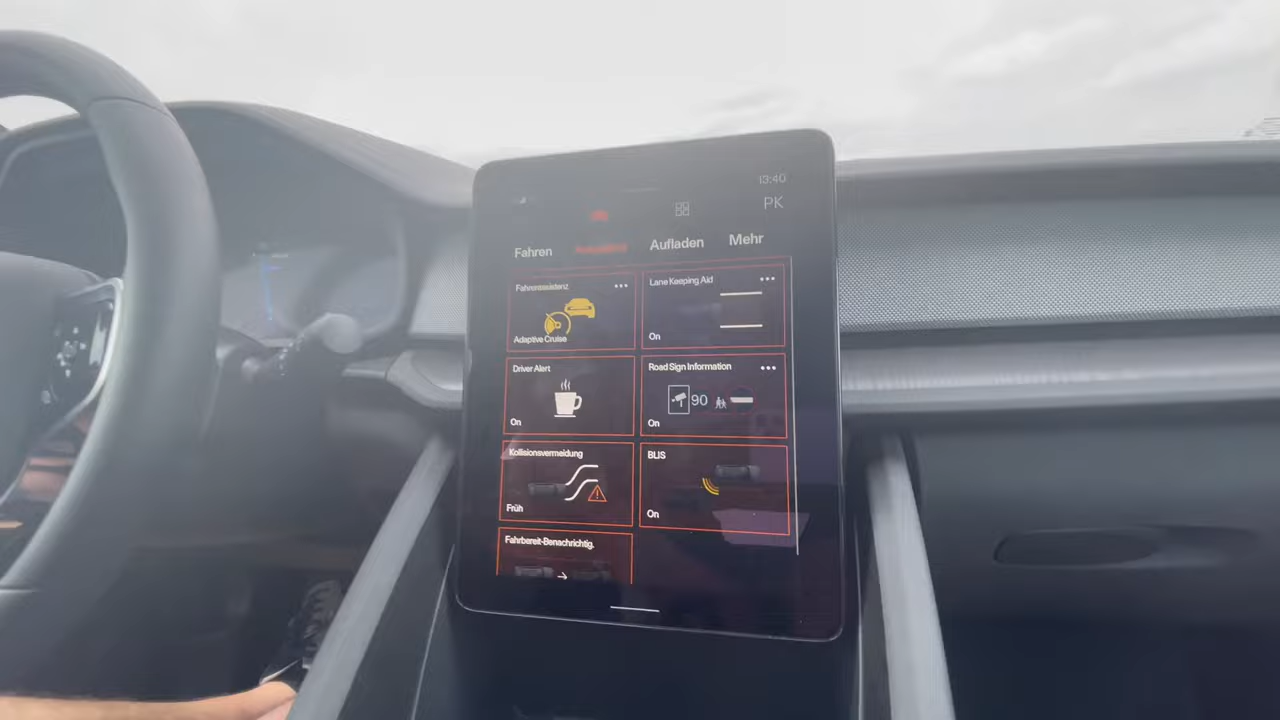 13:40
PK
Fahren
Aufladen
Mehr
Fahrerassistenz
Adaptive Cruise
Lane Keeping Aid
On
Driver Alert
On
Road Sign Information
90
On
Kollisionsvermeidung
Früh
BLIS
On
Fahrbereit-Benachrichtig.